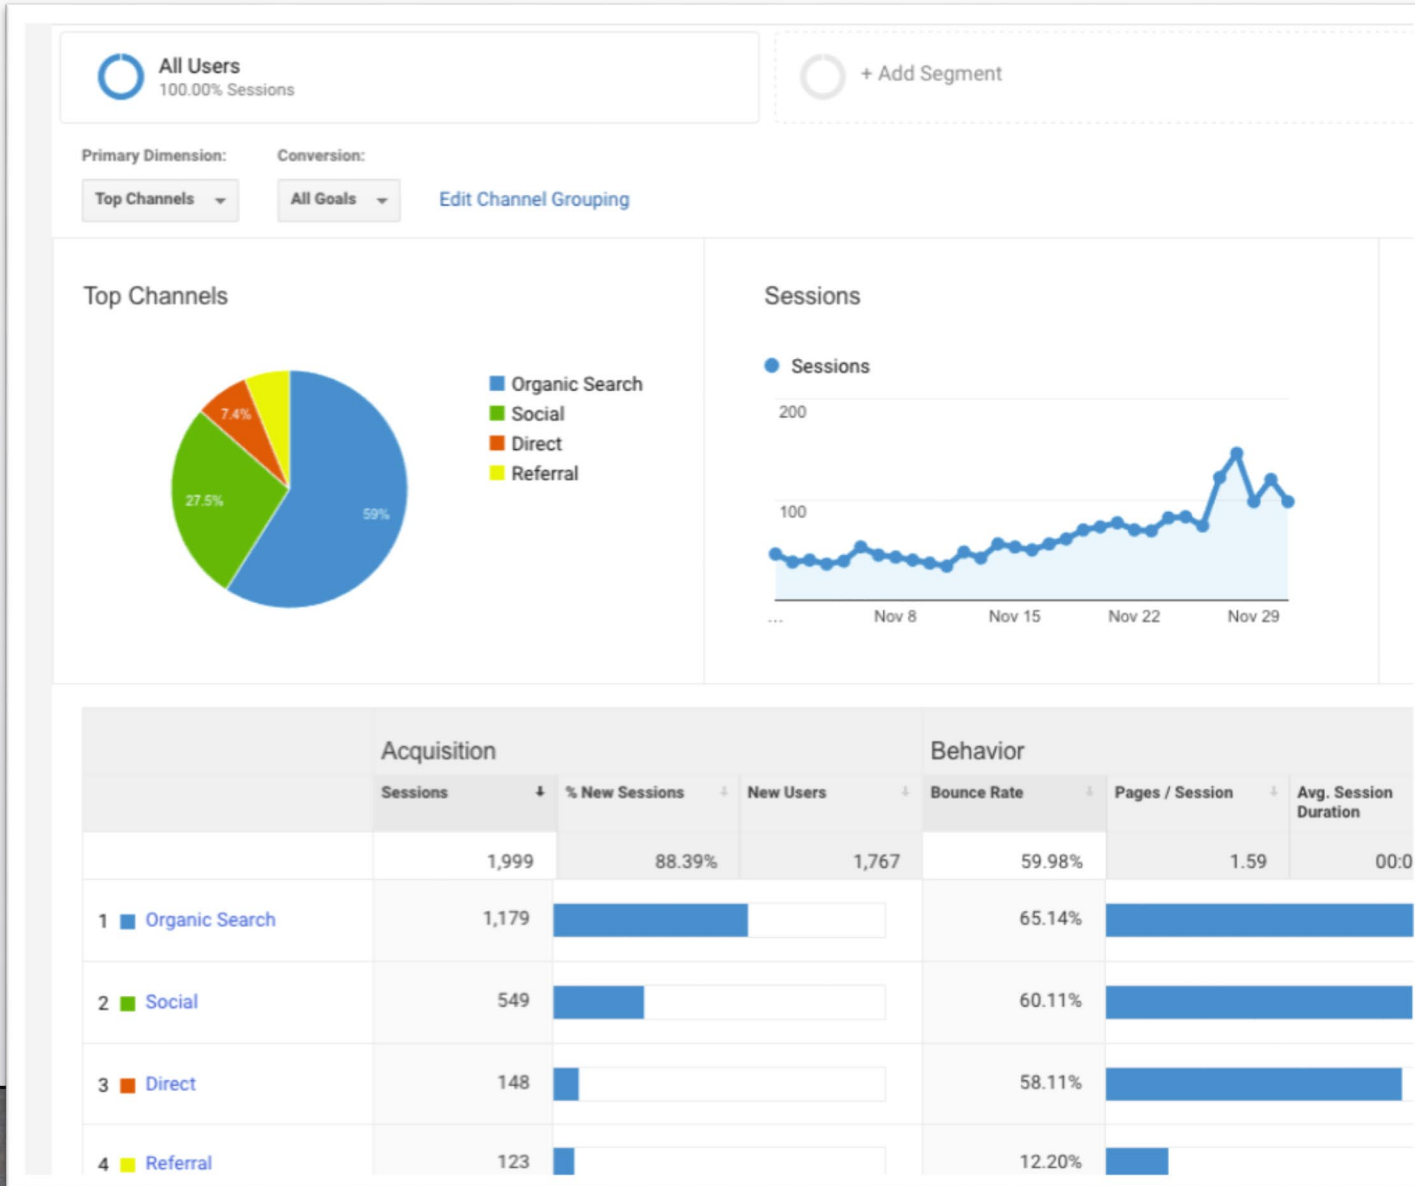 All Users
100.00% Sessions
+ Add Segment
Primary Dimension:
Conversion:
Top Channels
All Goals
Edit Channel Grouping
Top Channels
7.4%
27.5%
59%
Organic Search
Social
Direct
Referral
Sessions
Sessions
200
100
...
Nov 8
Nov 15
Nov 22
Nov 29
Acquisition
Behavior
Sessions
% New Sessions
New Users
Bounce Rate
Pages / Session
Avg. Session
Duration
1,999
88.39%
1,767
59.98%
1.59
00:0
1 Organic Search
1,179
65.14%
2 Social
549
60.11%
3 Direct
148
58.11%
4 Referral
123
12.20%